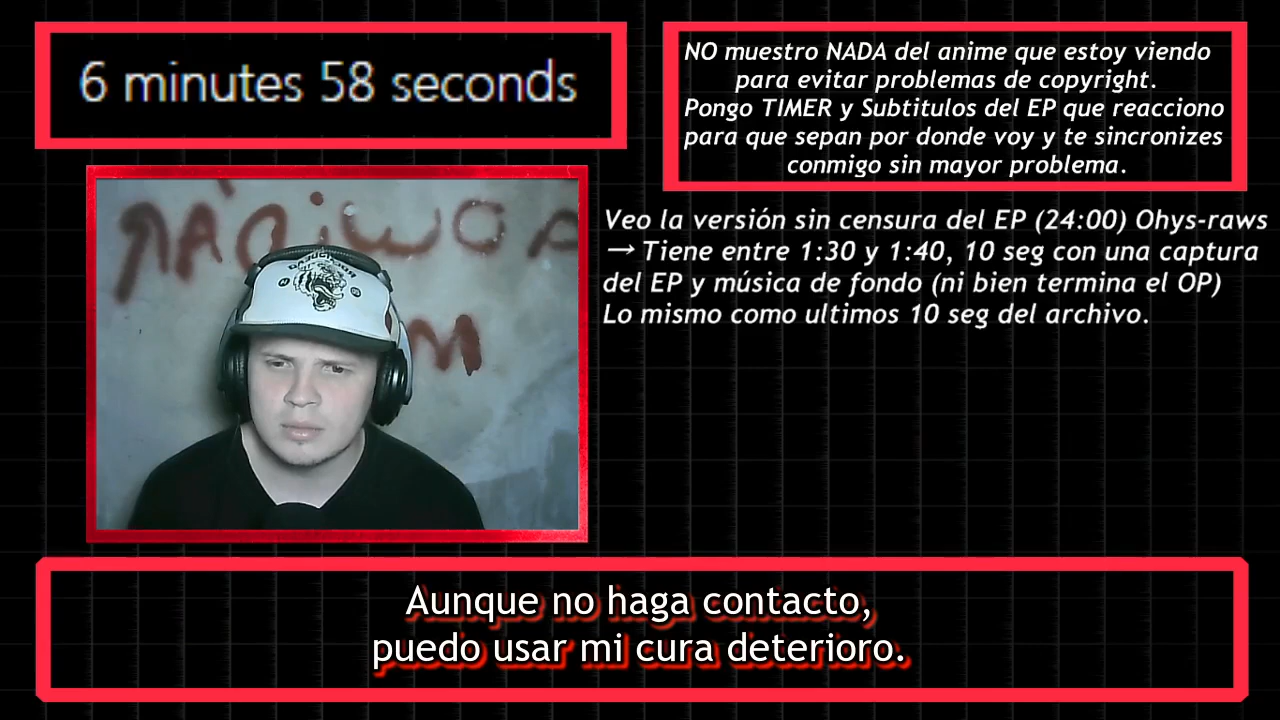 6 minutes 58 seconds
NO muestro NADA del anime que estoy viendo
para evitar problemas de copyright.
Pongo TIMER y Subtitulos del EP que reacciono
para que sepan por donde voy y te sincronizes
conmigo sin mayor problema.
Veo la versión sin censura del EP (24:00) Ohys-raws
→ Tiene entre 1:30 y 1:40, 10 seg con una captura
del EP y música de fondo (ni bien termina el OP)
Lo mismo como ultimos 10 seg del archivo.
Aunque no haga contacto,
puedo usar mi cura deterioro.